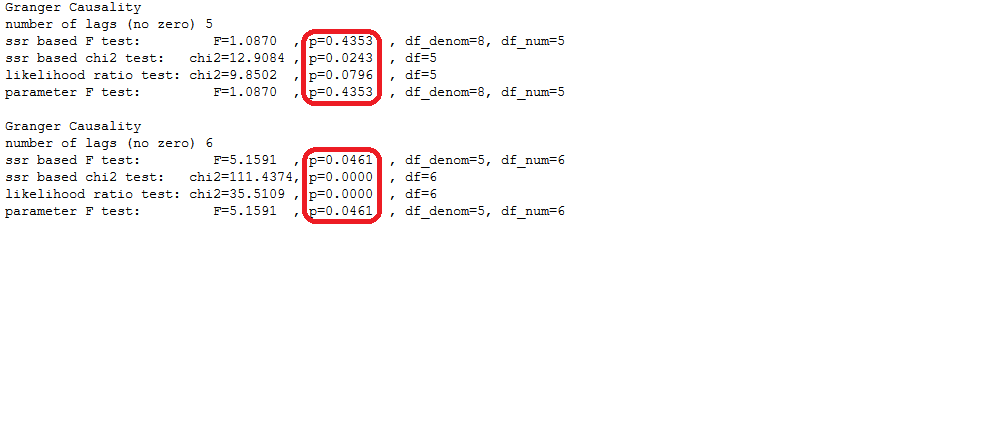 Granger Causality
number of lags (no zero) 5
ssr based F test:         F=1.0870  , p=0.4353  , df_denom=8, df_num=5
ssr based chi2 test:   chi2=12.9084 , p=0.0243  , df=5
likelihood ratio test: chi2=9.8502  , p=0.0796  , df=5
parameter F test:         F=1.0870  , p=0.4353  , df_denom=8, df_num=5
Granger Causality
number of lags (no zero) 6
ssr based F test:         F=5.1591  , p=0.0461  , df_denom=5, df_num=6
ssr based chi2 test:   chi2=111.4374, p=0.0000  , df=6
likelihood ratio test: chi2=35.5109 , p=0.0000  , df=6
parameter F test:         F=5.1591  , p=0.0461  , df_denom=5, df_num=6